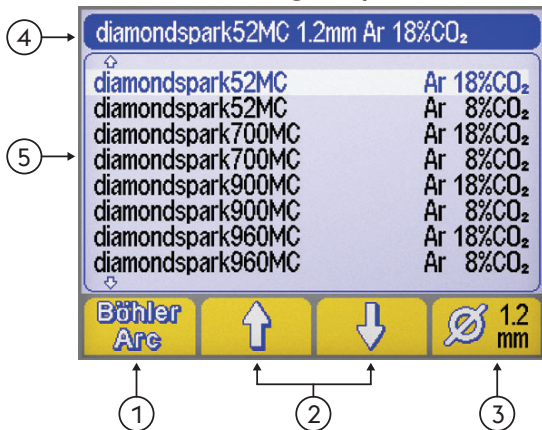 4
diamondspark52MC 1.2mm Ar 18%CO₂
diamondspark52MC Ar 18%CO₂
diamondspark52MC Ar 8%CO₂
5
diamondspark700MC Ar 18%CO₂
diamondspark700MC Ar 8%CO₂
diamondspark900MC Ar 18%CO₂
diamondspark900MC Ar 8%CO₂
diamondspark960MC Ar 18%CO₂
diamondspark960MC Ar 8%CO₂
Böhler
Arc
1.2
mm
1
2
3